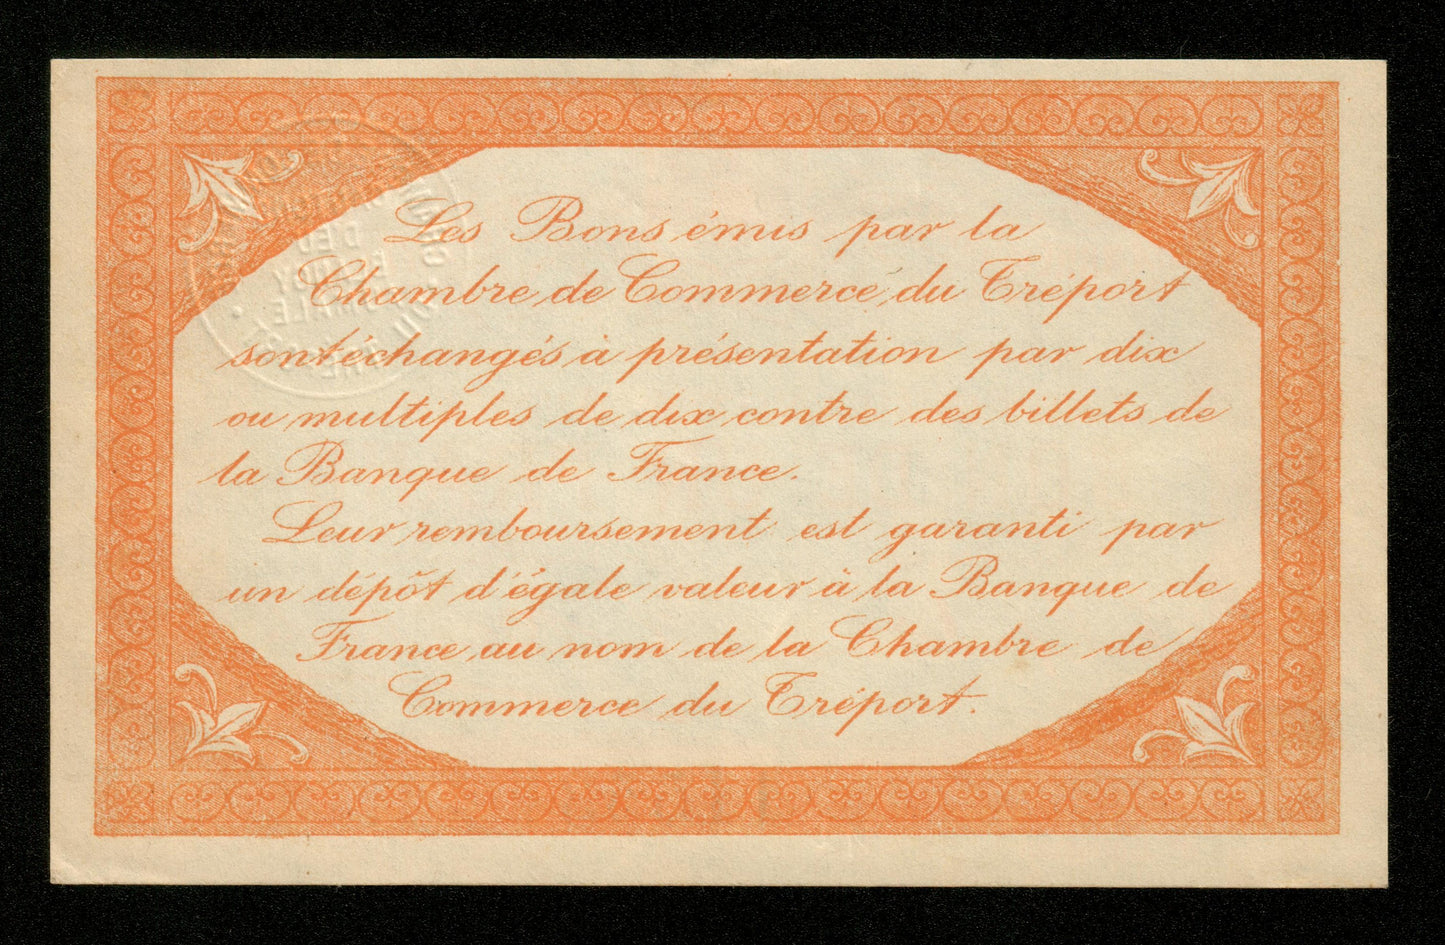 Les Bons émis par la
Chambre de Commerce du Tréport
sont échangés à présentation par dix
ou multiples de dix contre des billets de
la Banque de France.
Leur remboursement est garanti par
un dépôt d'égale valeur à la Banque de
France au nom de la Chambre de
Commerce du Tréport.